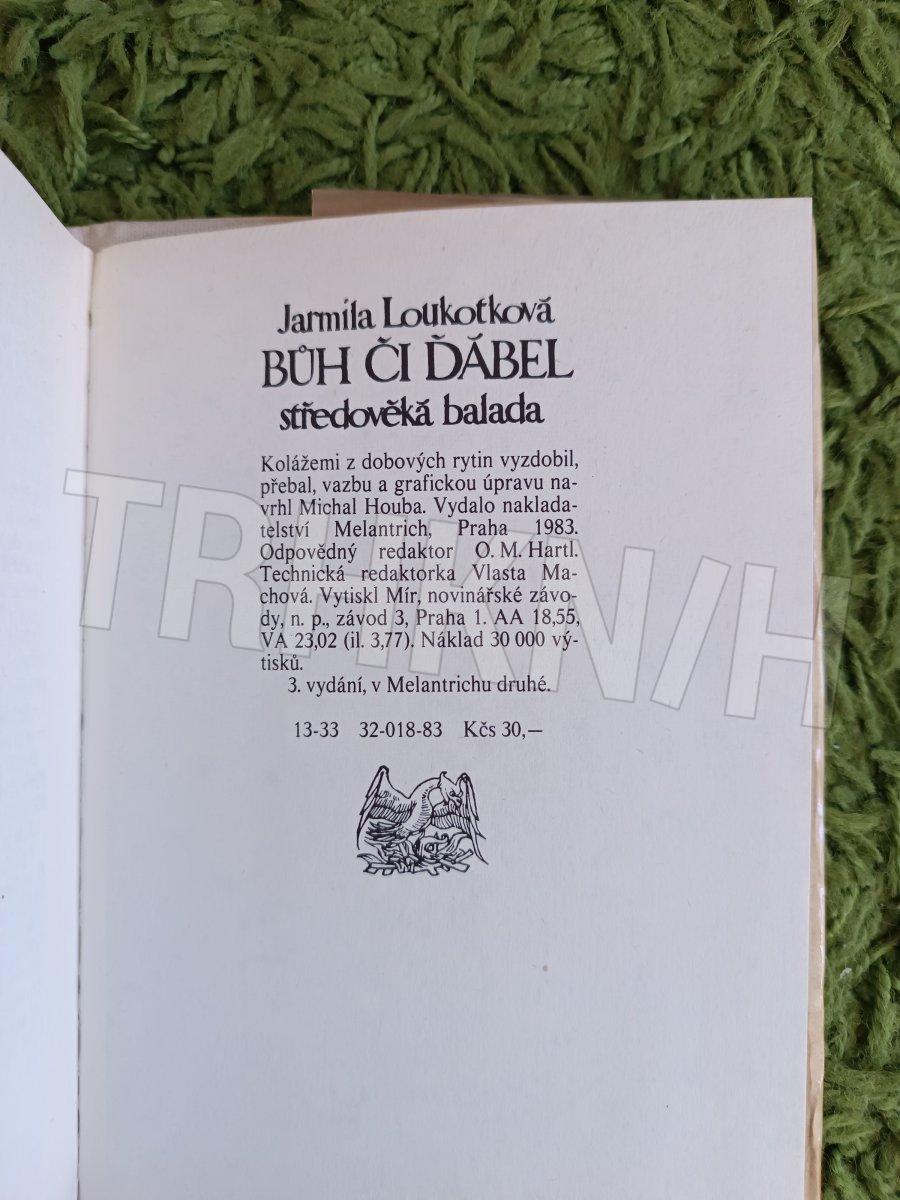 Jarmila Loukotková
BŮH ČI ĎÁBEL
středověká balada
Kolážemi z dobových rytin vyzdobil,
přebal, vazbu a grafickou úpravu na-
vrhl Michal Houba. Vydalo naklada-
telství Melantrich, Praha 1983.
Odpovědný redaktor O. M. Hartl.
Technická redaktorka Vlasta Ma-
chová. Vytiskl Mír, novinářské závo-
dy, n. p., závod 3, Praha 1. AA 18,55,
VA 23,02 (il. 3,77). Náklad 30 000 vý-
tisků.
3. vydání, v Melantrichu druhé.
13-33 32-018-83 Kčs 30,—
TRHKNIH